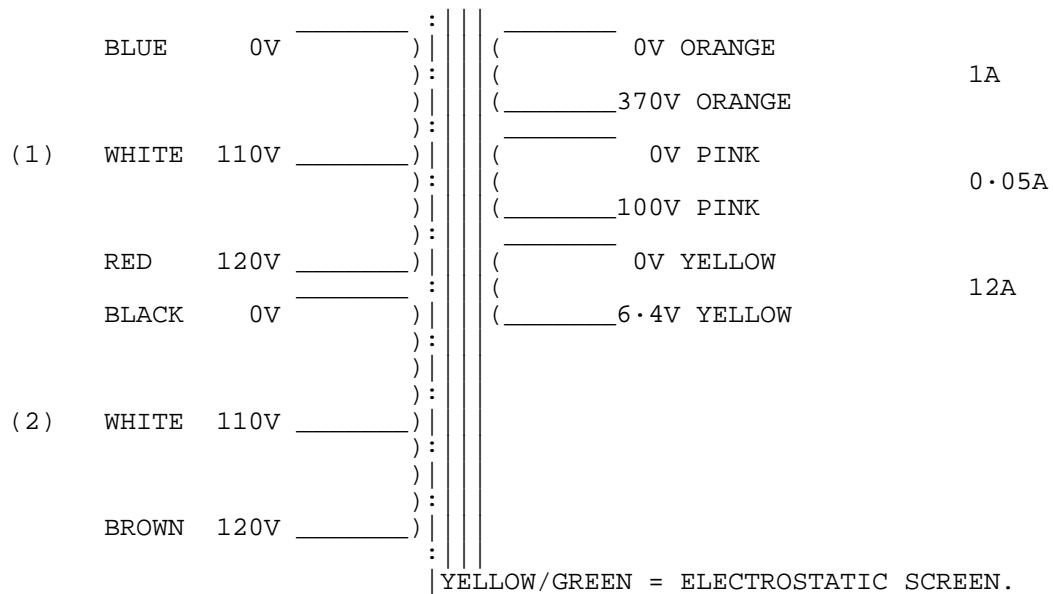 BLUE 0V 0V ORANGE
1A
370V ORANGE
(1) WHITE 110V 0V PINK
0·05A
100V PINK
RED 120V 0V YELLOW
12A
BLACK 0V 6·4V YELLOW
(2) WHITE 110V
BROWN 120V
YELLOW/GREEN = ELECTROSTATIC SCREEN.